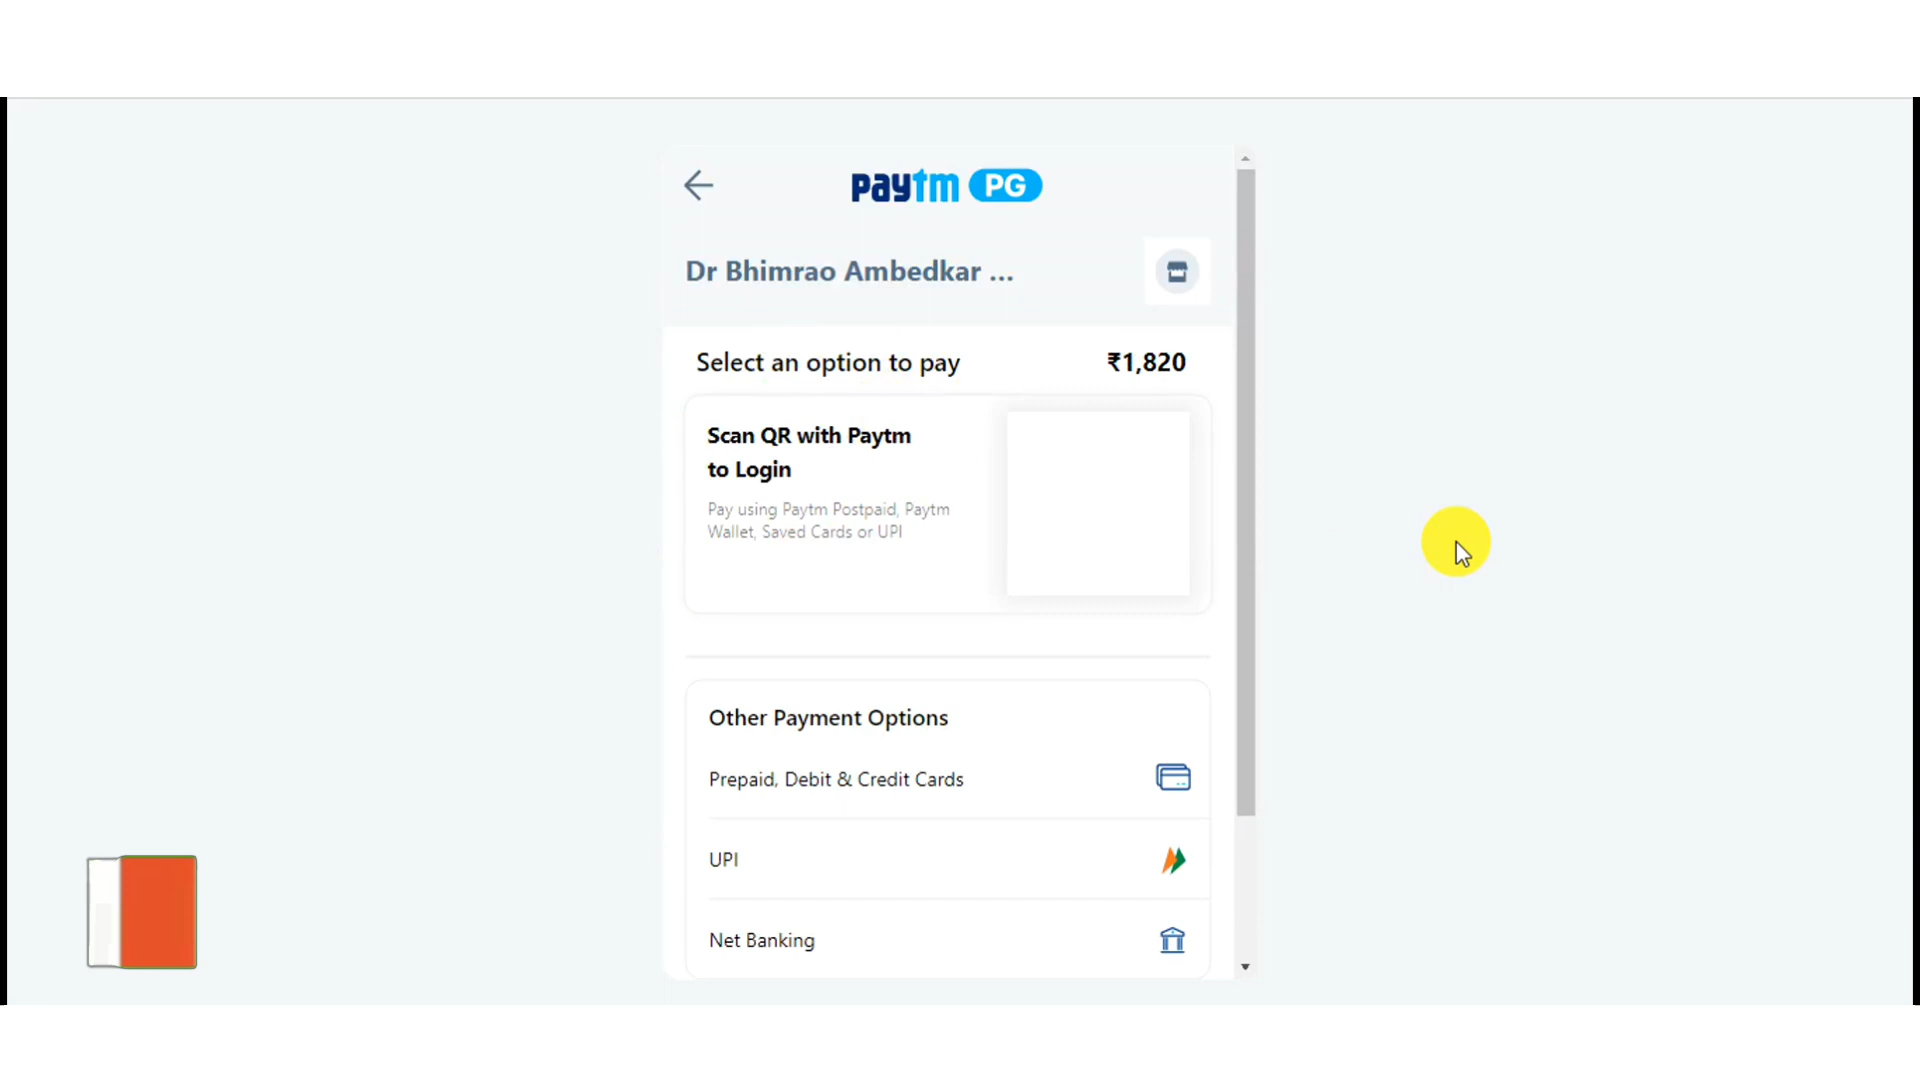 paytm PG
Dr Bhimrao Ambedkar ...
Select an option to pay ₹1,820
Scan QR with Paytm
to Login
Pay using Paytm Postpaid, Paytm
Wallet, Saved Cards or UPI
Other Payment Options
Prepaid, Debit & Credit Cards
UPI
Net Banking